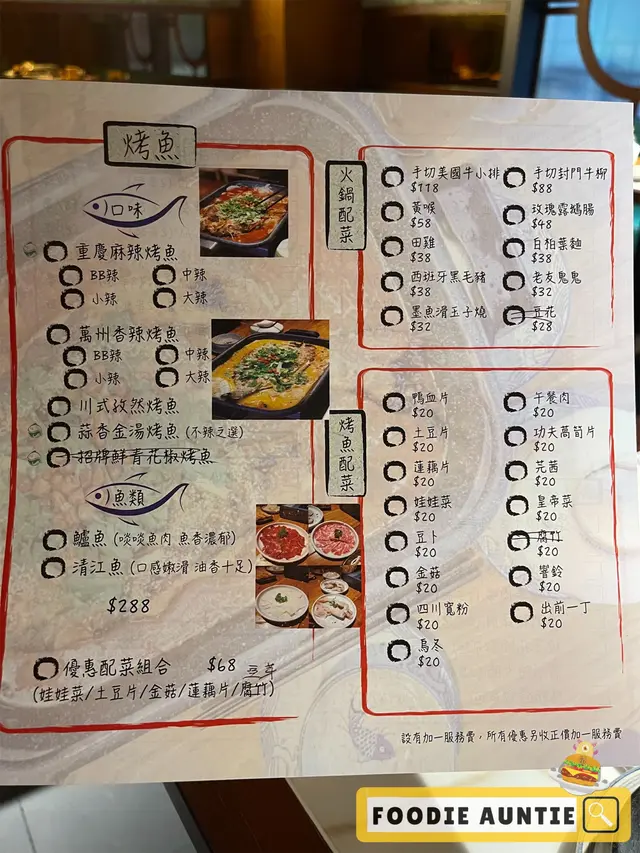 烤魚
口味
重慶麻辣烤魚
BB辣 中辣
小辣 大辣
萬州香辣烤魚
BB辣 中辣
小辣 大辣
川式孜然烤魚
蒜香金湯烤魚 (不辣之選)
招牌鮮青花椒烤魚
魚類
鱸魚 (啖啖魚肉 魚香濃郁)
清江魚 (口感嫩滑 油香十足)
$288
優惠配菜組合 $68
(娃娃菜/土豆片/金菇/蓮藕片/腐竹)
火鍋配菜
手切美國牛小排 手切封門牛柳
$118 $88
黃喉 玫瑰露鵝腸
$58 $48
田雞 白柏葉
$38 $38
西班牙黑毛豬 老友鬼鬼
$38 $32
墨魚滑玉子燒 豆花
$32 $28
烤魚配菜
鴨血片 午餐肉
$20 $20
土豆片 功夫萵筍片
$20 $20
蓮藕片 芫茜
$20 $20
娃娃菜 皇帝菜
$20 $20
豆卜 腐竹
$20 $20
金菇 響鈴
$20 $20
四川寬粉 出前一丁
$20 $20
烏冬
$20
設有加一服務費，所有優惠另收正價加一服務費
FOODIE AUNTIE